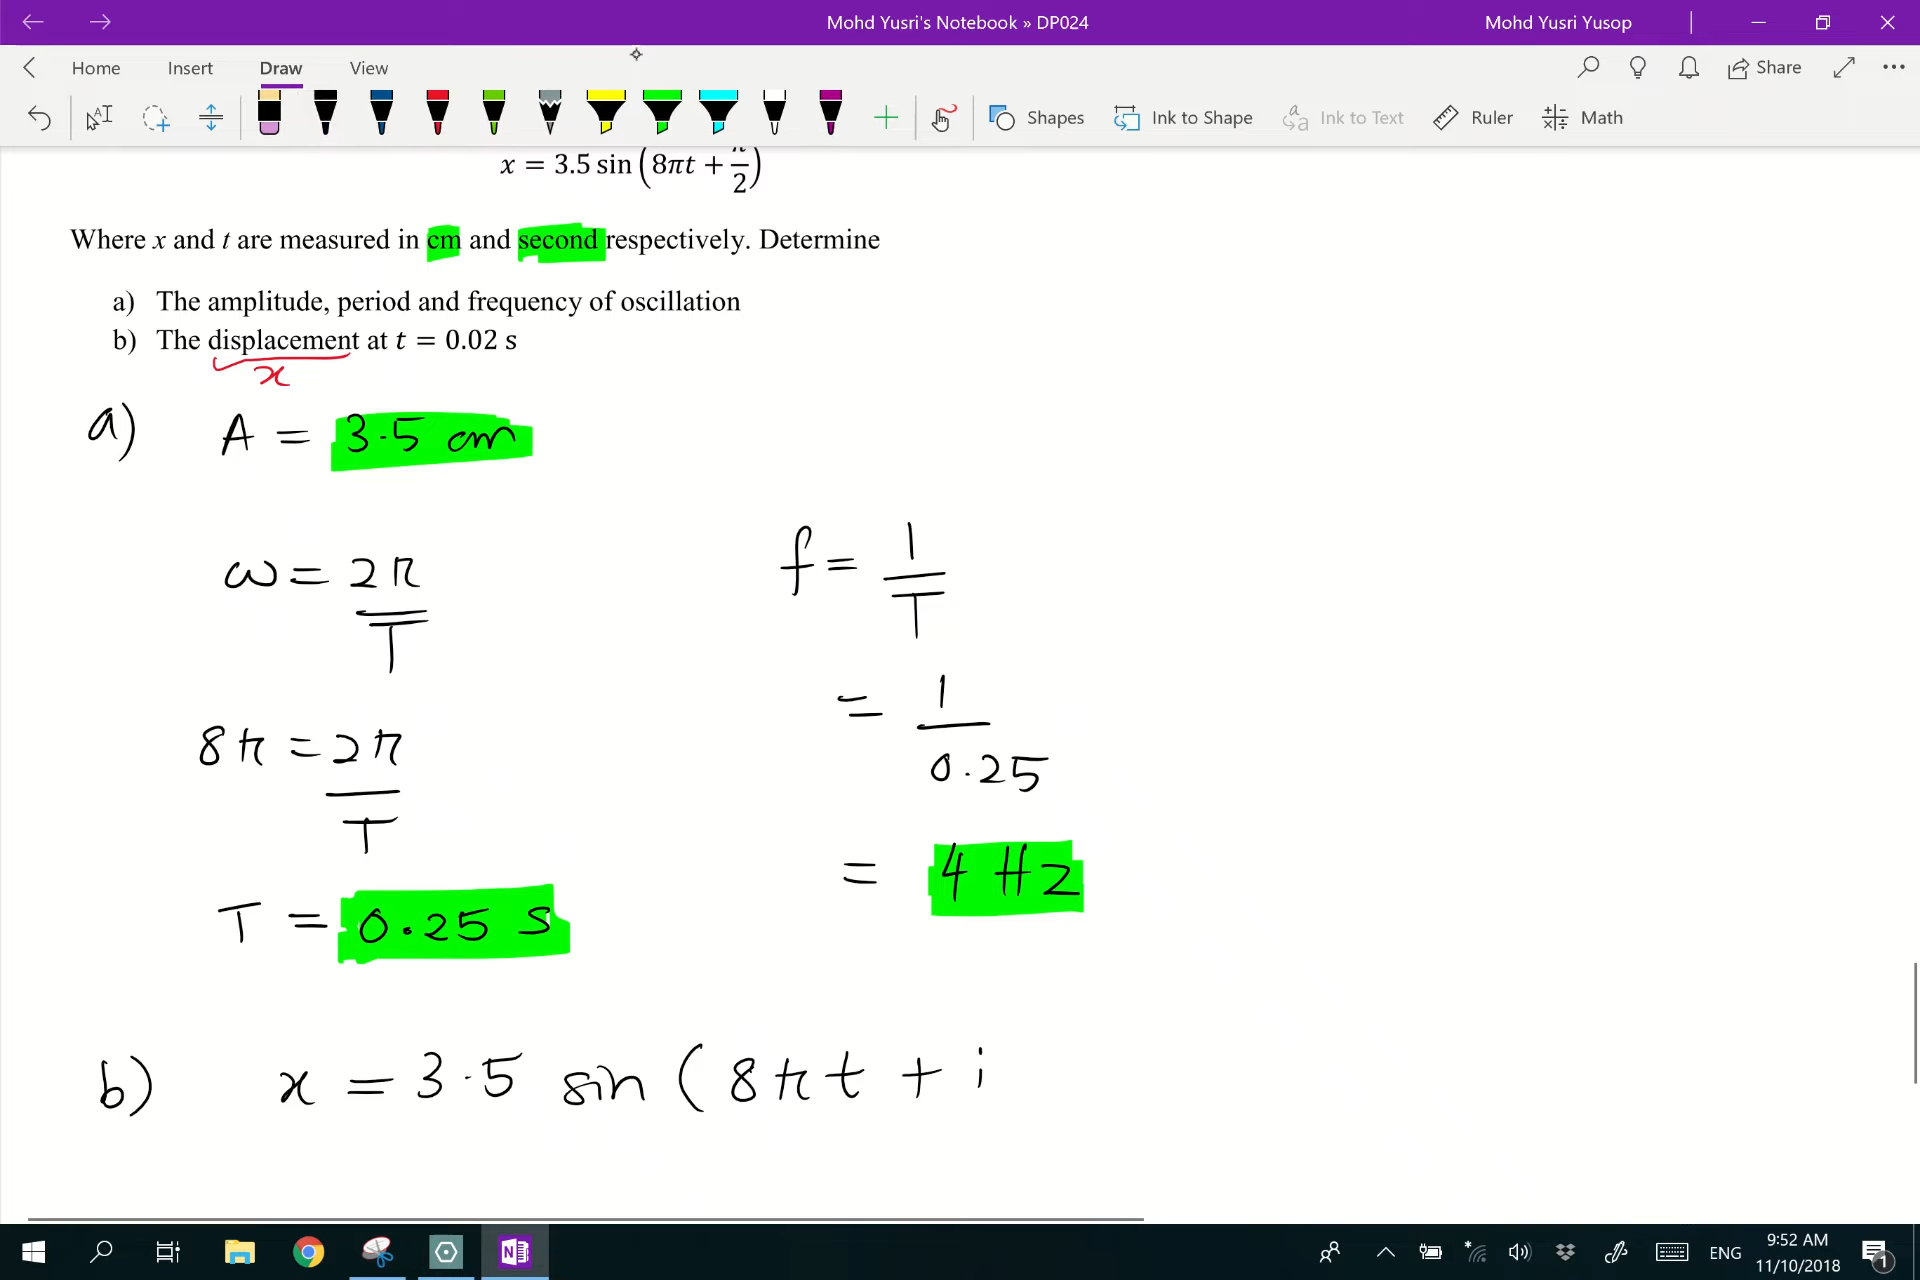 Mohd Yusri's Notebook » DP024
Mohd Yusri Yusop
Home Insert Draw View
Share
Shapes Ink to Shape Ink to Text Ruler Math
x = 3.5 sin (8πt + π/2)
Where x and t are measured in cm and second respectively. Determine
a) The amplitude, period and frequency of oscillation
b) The displacement at t = 0.02 s
x
a) A = 3.5 cm
ω = 2π/T
8π = 2π/T
T = 0.25 s
f = 1/T
= 1/0.25
= 4 Hz
b) x = 3.5 sin (8πt + i
ENG
9:52 AM
11/10/2018
1